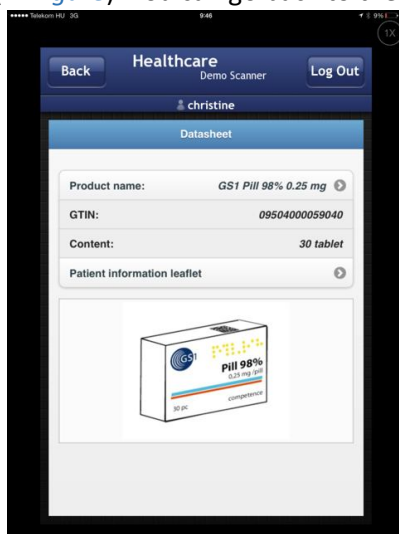 Telekom HU 3G 9:46 9%
1X
Back Healthcare Log Out
Demo Scanner
christine
Datasheet
Product name: GS1 Pill 98% 0.25 mg
GTIN: 09504000059040
Content: 30 tablet
Patient information leaflet
GS1
Pill 98%
0.25 mg /pill
30 pc competence